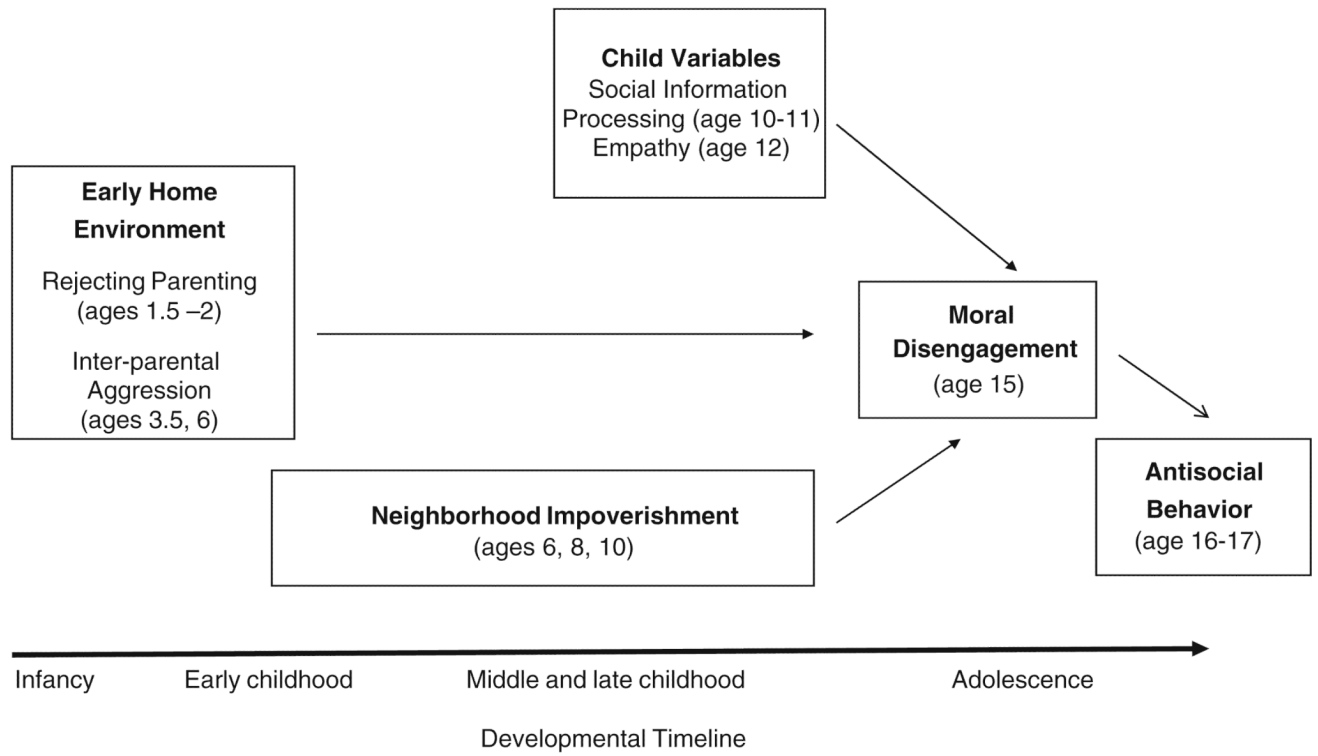 Child Variables
Social Information
Processing (age 10-11)
Empathy (age 12)
Early Home
Environment
Rejecting Parenting
(ages 1.5 –2)
Inter-parental
Aggression
(ages 3.5, 6)
Moral
Disengagement
(age 15)
Neighborhood Impoverishment
(ages 6, 8, 10)
Antisocial
Behavior
(age 16-17)
Infancy
Early childhood
Middle and late childhood
Adolescence
Developmental Timeline